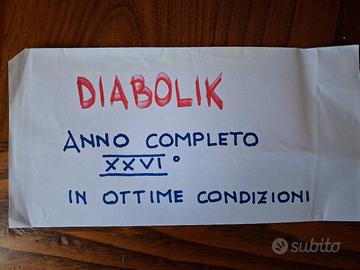 DIABOLIK
ANNO COMPLETO
XXVI°
IN OTTIME CONDIZIONI
subito